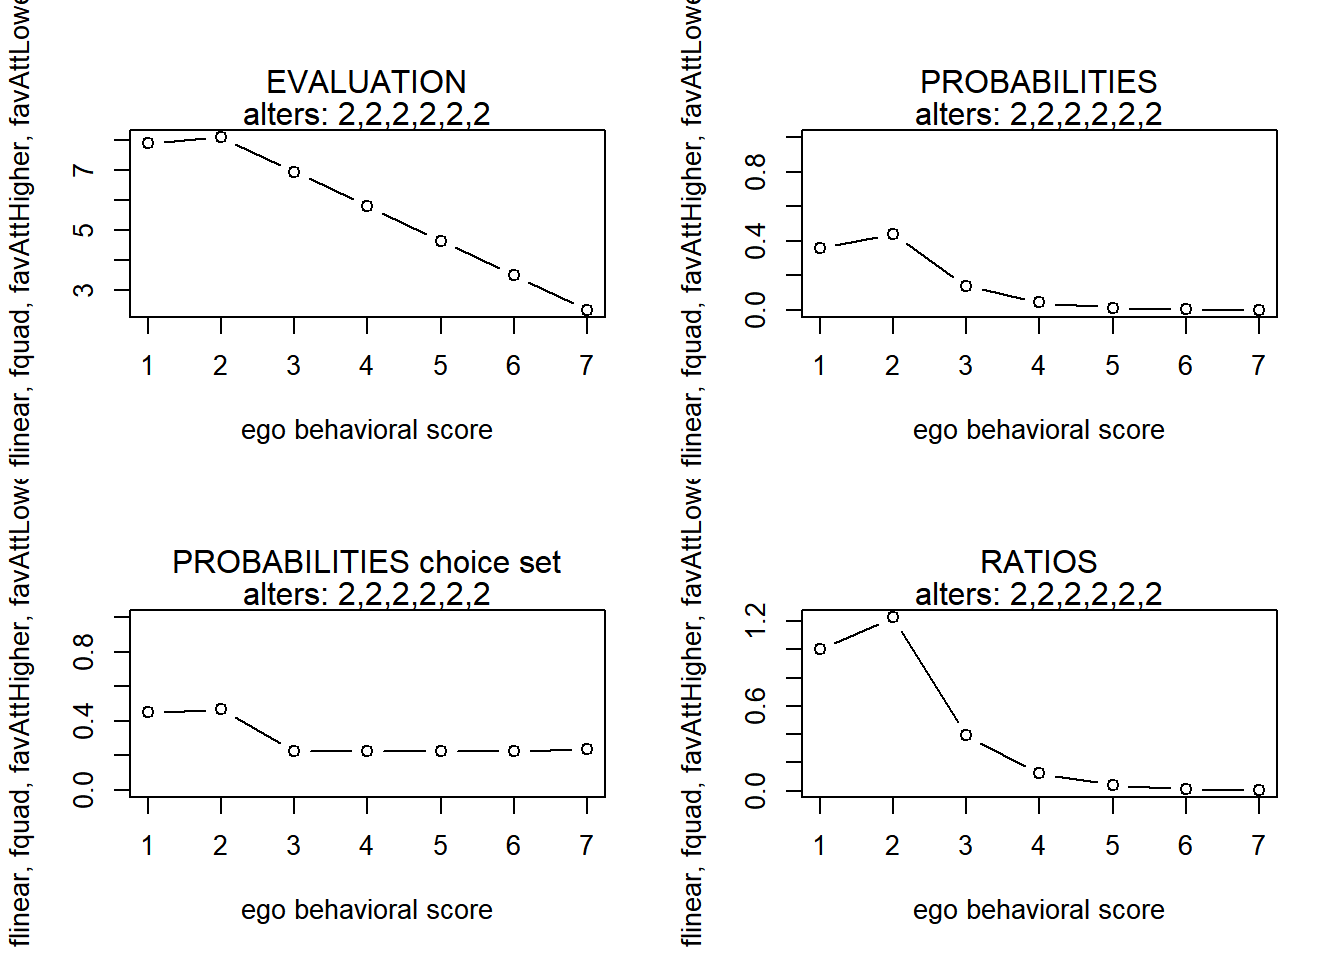 EVALUATION
alters: 2,2,2,2,2,2
flinear, fquad, favAttHigher, favAttLowe
7
5
3
1 2 3 4 5 6 7
ego behavioral score
PROBABILITIES
alters: 2,2,2,2,2,2
flinear, fquad, favAttHigher, favAttLowe
0.8
0.4
0.0
1 2 3 4 5 6 7
ego behavioral score
PROBABILITIES choice set
alters: 2,2,2,2,2,2
flinear, fquad, favAttHigher, favAttLowe
0.8
0.4
0.0
1 2 3 4 5 6 7
ego behavioral score
RATIOS
alters: 2,2,2,2,2,2
flinear, fquad, favAttHigher, favAttLowe
1.2
0.6
0.0
1 2 3 4 5 6 7
ego behavioral score